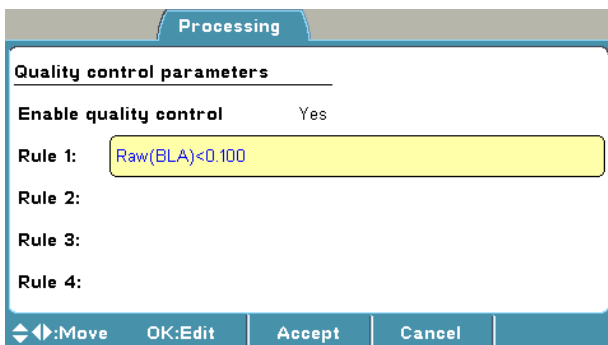 Processing
Quality control parameters
Enable quality control Yes
Rule 1: Raw(BLA)<0.100
Rule 2:
Rule 3:
Rule 4:
:Move OK:Edit Accept Cancel